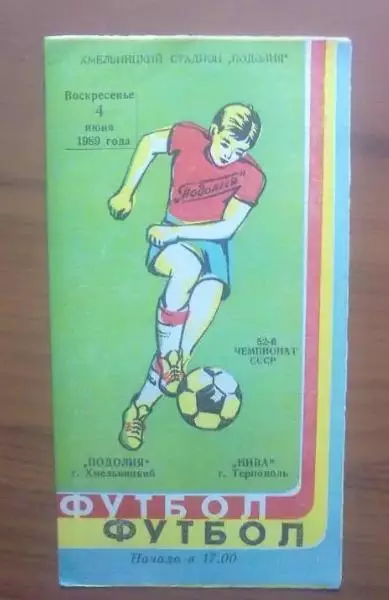 ХМЕЛЬНИЦКИЙ СТАДИОН „ПОДОЛИЯ"
Воскресенье
4
июня
1989 года
"Подолия"
52-й
ЧЕМПИОНАТ
СССР
„ПОДОЛИЯ"
г. Хмельницкий
„НИВА"
г. Тернополь
ФУТБОЛ
ФУТБОЛ
Начало в 17.00